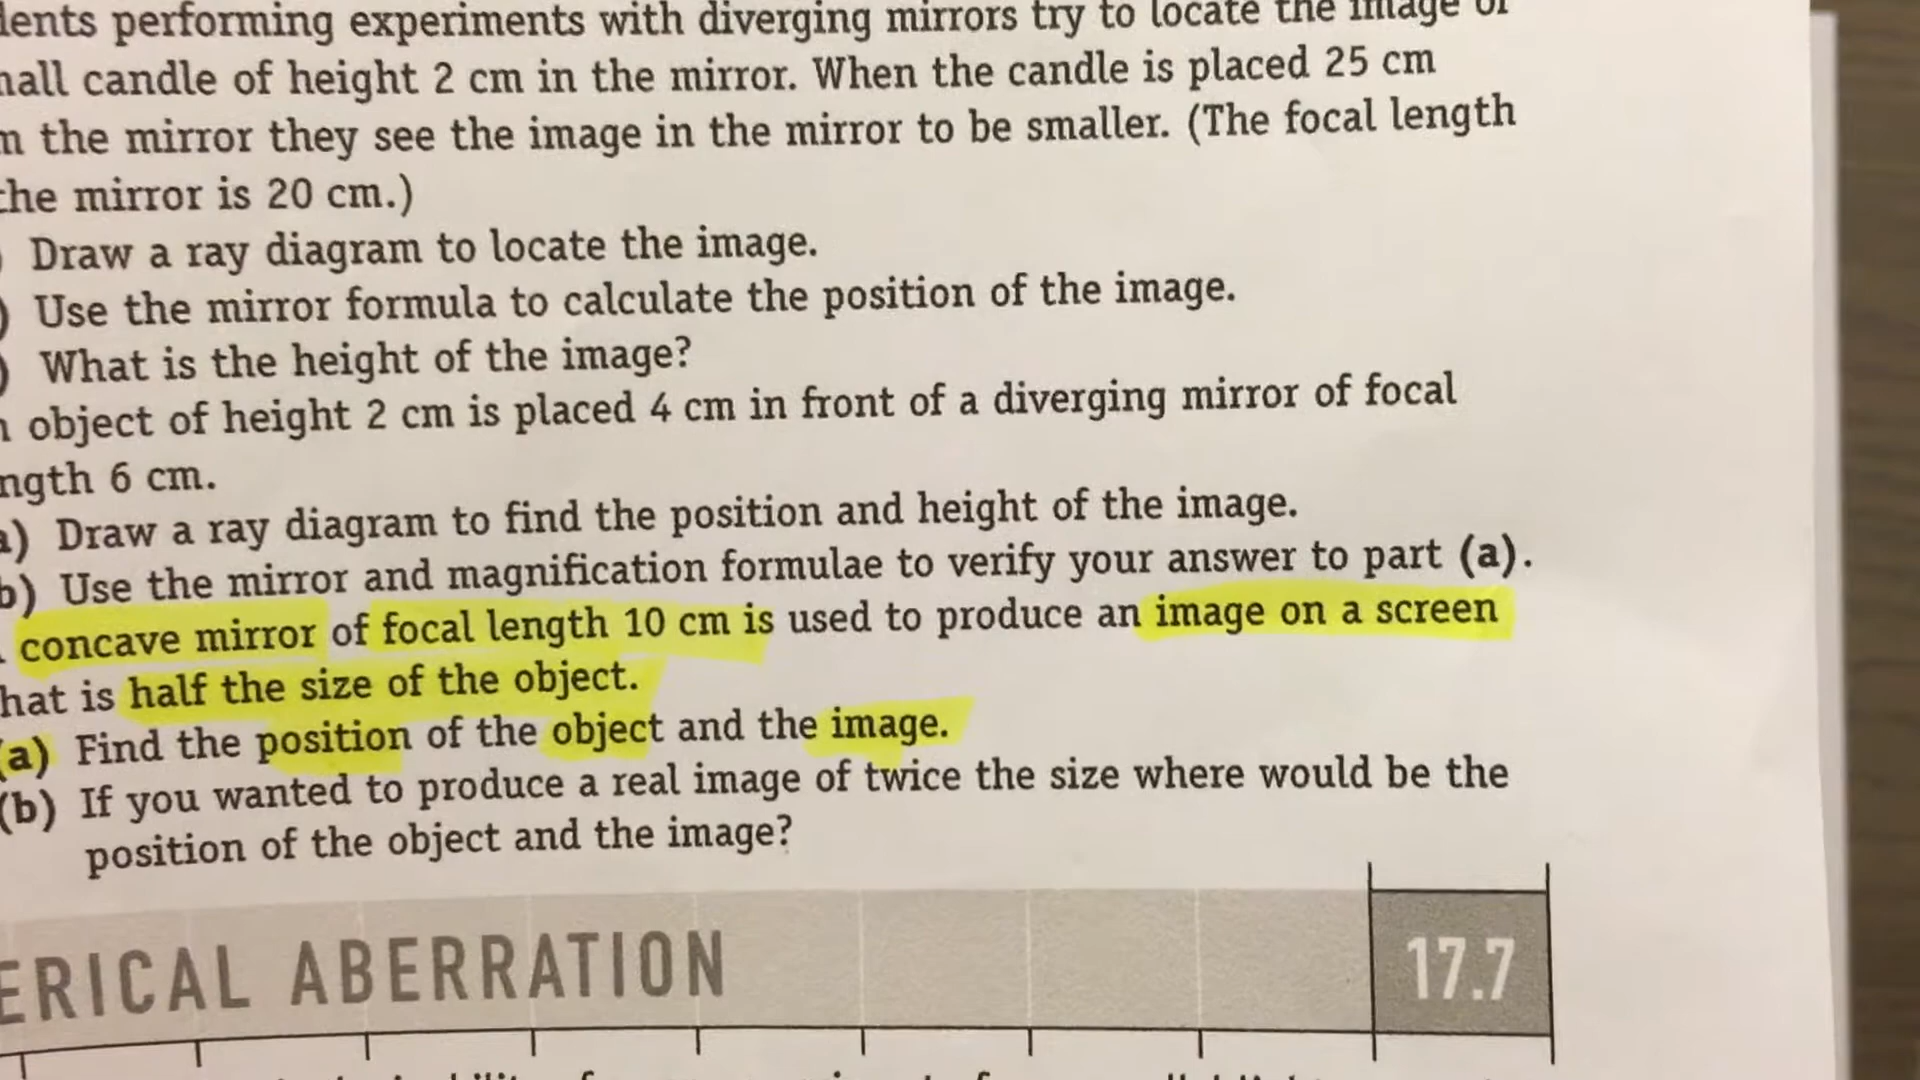 performing experiments with diverging mirrors try to locate the image of
candle of height 2 cm in the mirror. When the candle is placed 25 cm
the mirror they see the image in the mirror to be smaller. (The focal length
the mirror is 20 cm.)
Draw a ray diagram to locate the image.
) Use the mirror formula to calculate the position of the image.
) What is the height of the image?
object of height 2 cm is placed 4 cm in front of a diverging mirror of focal
ngth 6 cm.
a) Draw a ray diagram to find the position and height of the image.
b) Use the mirror and magnification formulae to verify your answer to part (a).
concave mirror of focal length 10 cm is used to produce an image on a screen
hat is half the size of the object.
(a) Find the position of the object and the image.
(b) If you wanted to produce a real image of twice the size where would be the
position of the object and the image?
ERICAL ABERRATION
17.7